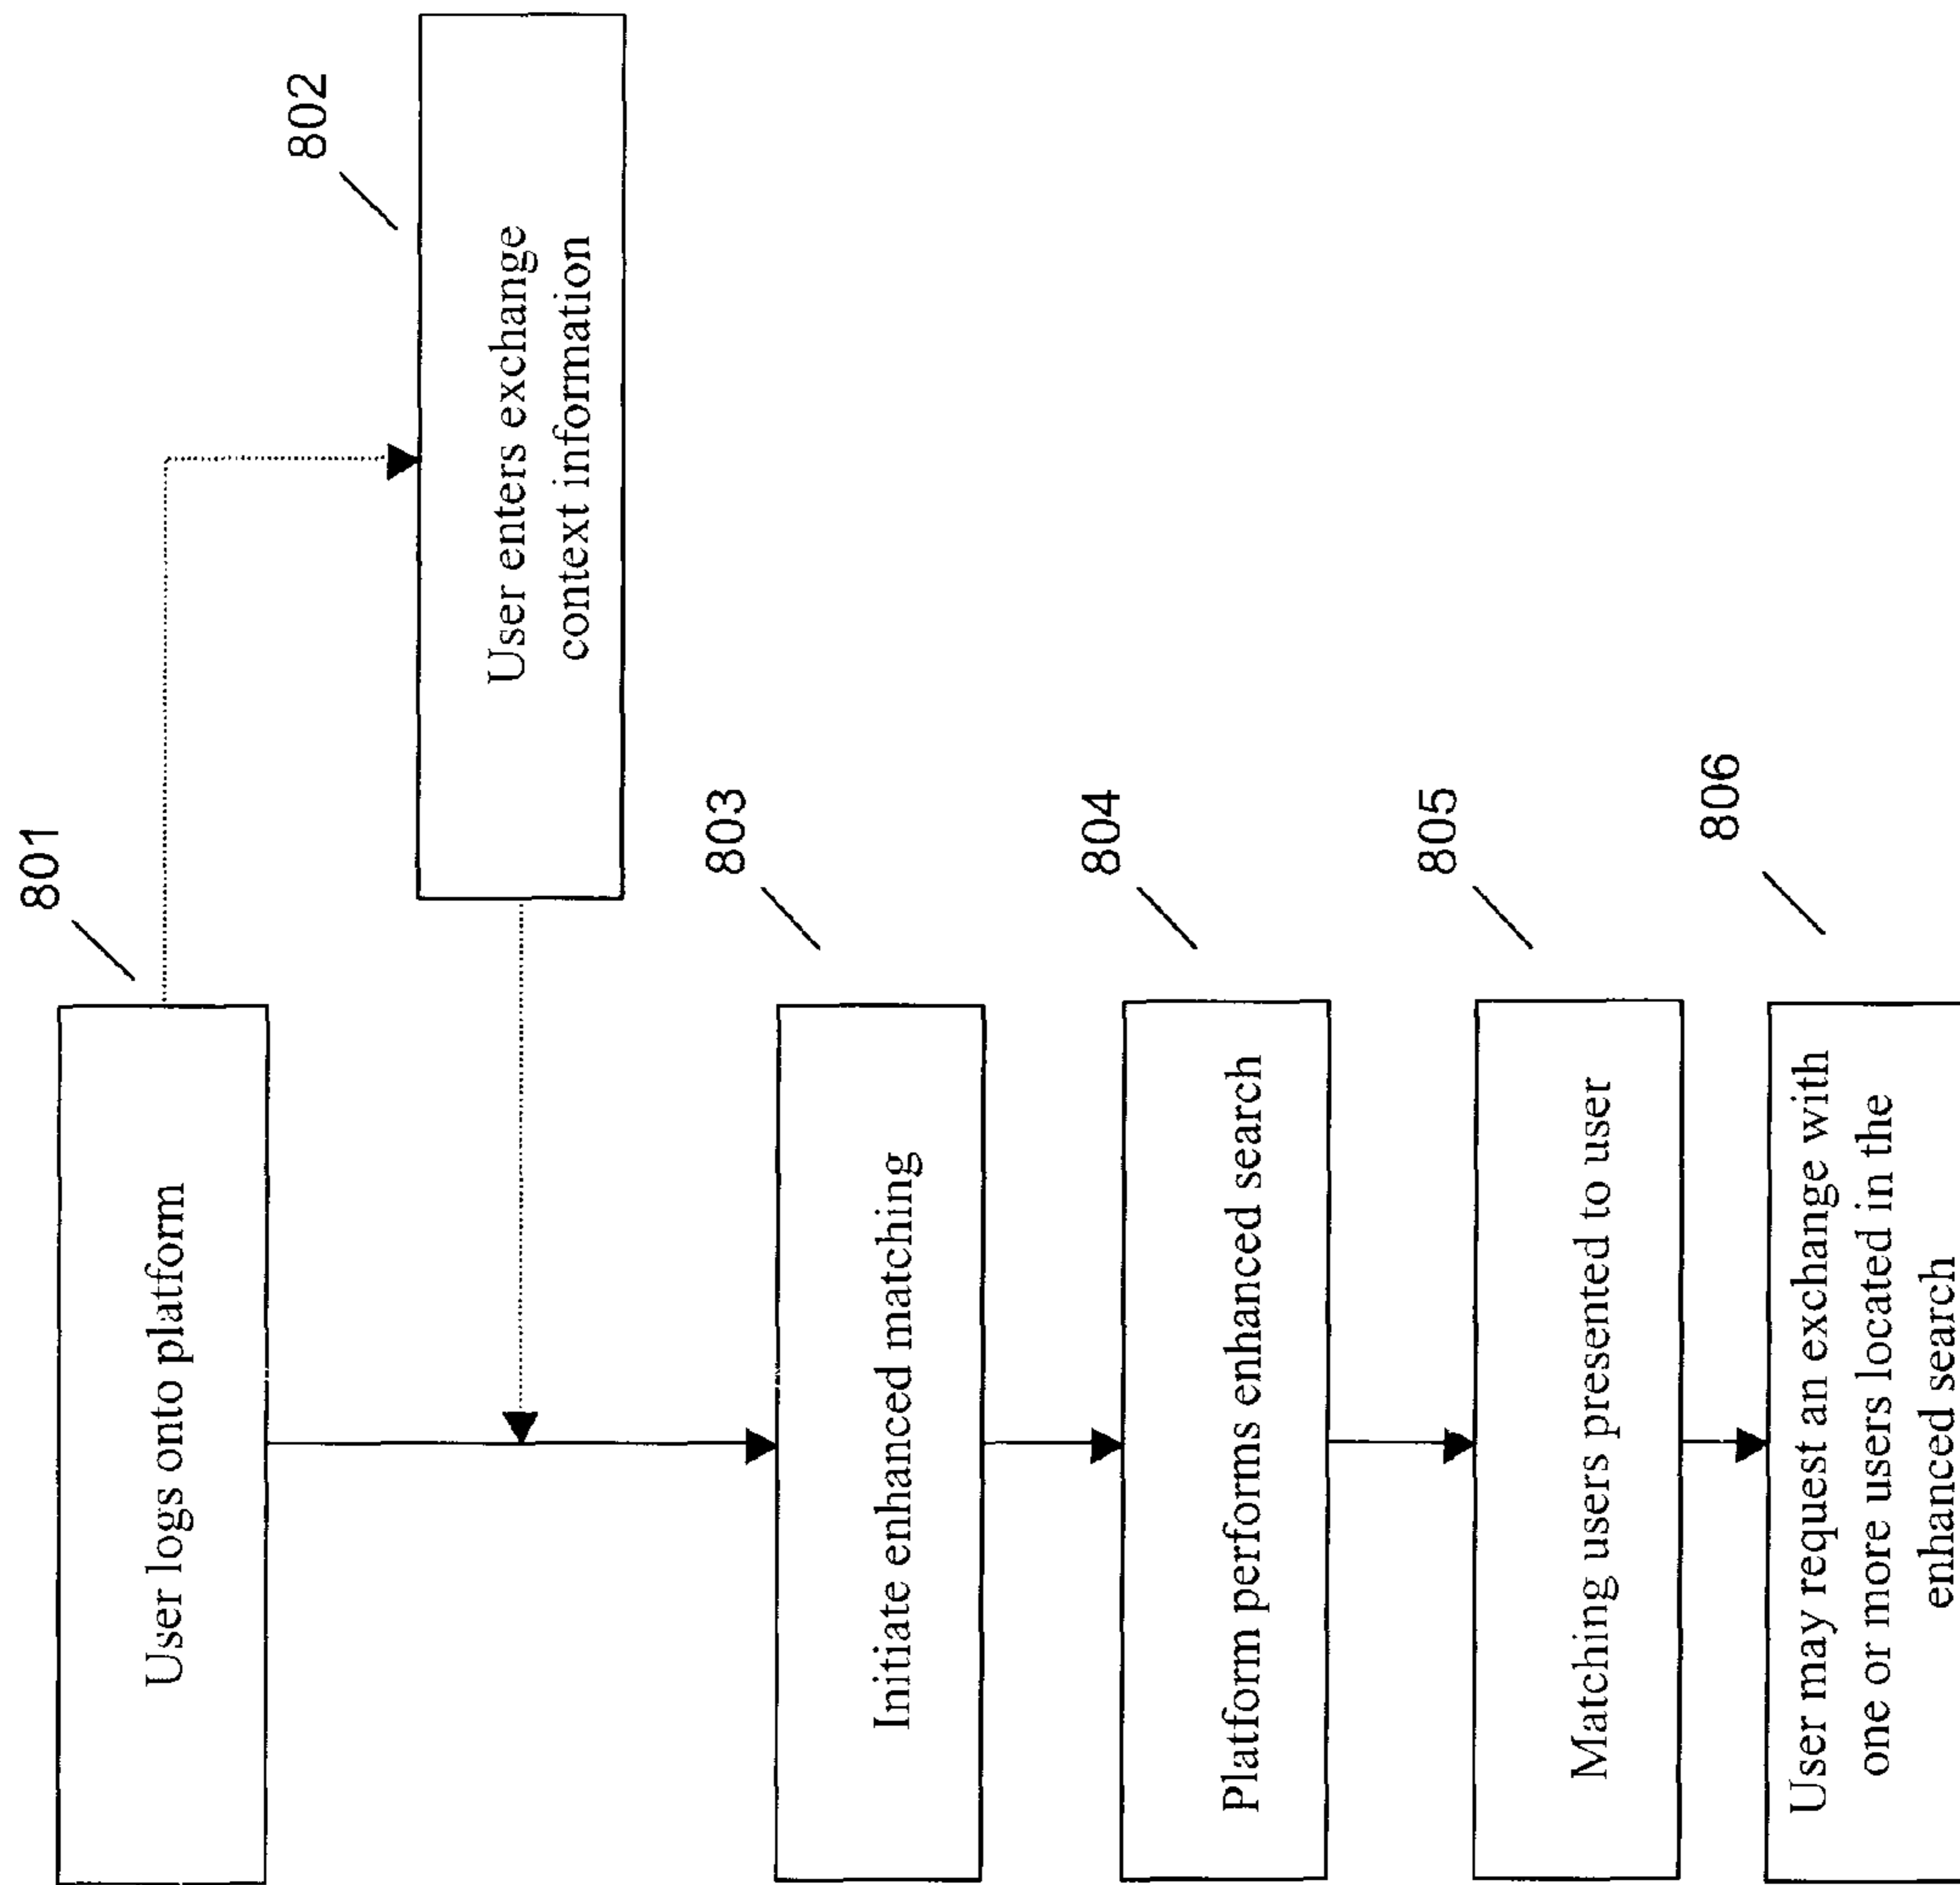 801
User logs onto platform
802
User enters exchange
context information
803
Initiate enhanced matching
804
Platform performs enhanced search
805
Matching users presented to user
806
User may request an exchange with
one or more users located in the
enhanced search